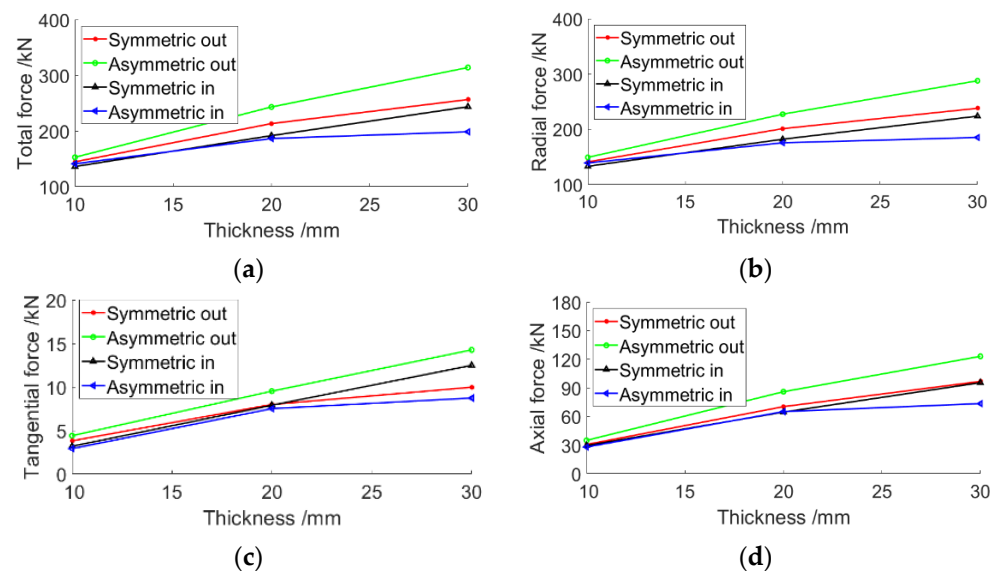 400
300
200
100
Total force /kN
Symmetric out
Asymmetric out
Symmetric in
Asymmetric in
10 15 20 25 30
Thickness /mm
(a)
400
300
200
100
Radial force /kN
Symmetric out
Asymmetric out
Symmetric in
Asymmetric in
10 15 20 25 30
Thickness /mm
(b)
20
15
10
5
0
Tangential force /kN
Symmetric out
Asymmetric out
Symmetric in
Asymmetric in
10 15 20 25 30
Thickness /mm
(c)
180
150
120
90
60
30
0
Axial force /kN
Symmetric out
Asymmetric out
Symmetric in
Asymmetric in
10 15 20 25 30
Thickness /mm
(d)